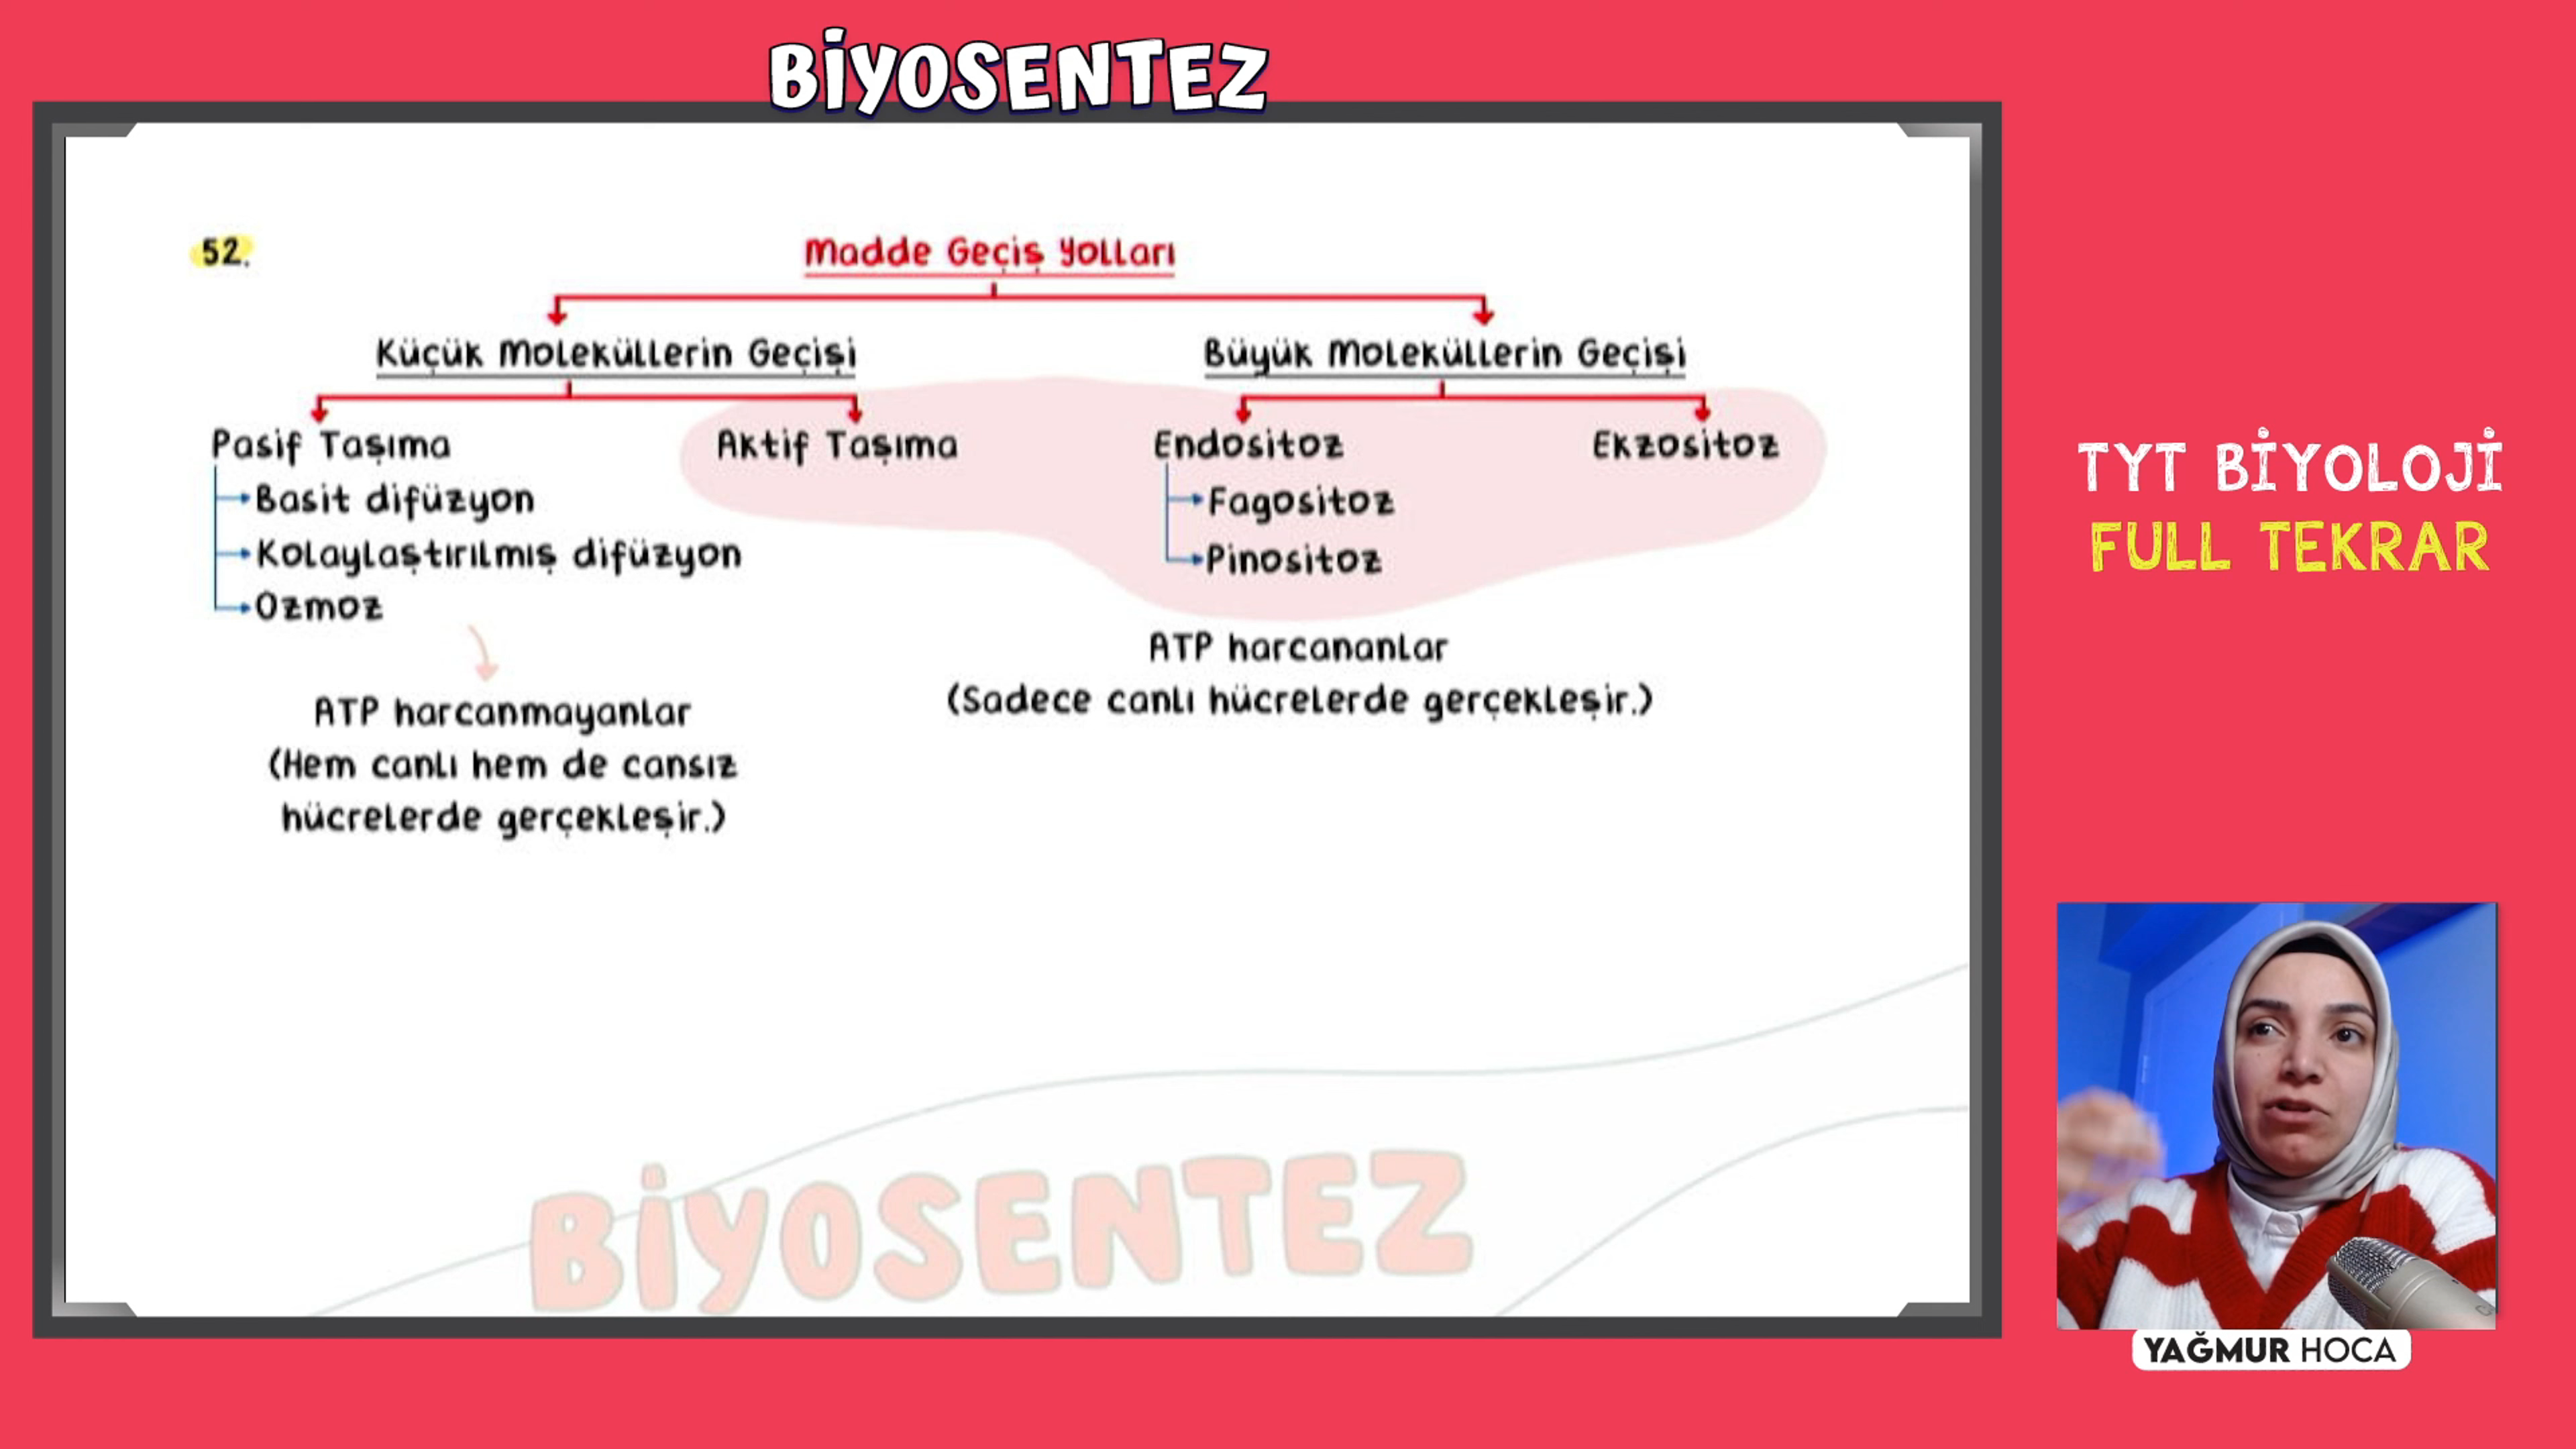 BİYOSENTEZ
52.
Madde Geçiş Yolları
Küçük Moleküllerin Geçişi
Büyük Moleküllerin Geçişi
Pasif Taşıma
Aktif Taşıma
Endositoz
Ekzositoz
Basit difüzyon
Fagositoz
Kolaylaştırılmış difüzyon
Pinositoz
Ozmoz
ATP harcananlar
(Sadece canlı hücrelerde gerçekleşir.)
ATP harcanmayanlar
(Hem canlı hem de cansız
hücrelerde gerçekleşir.)
BİYOSENTEZ
TYT BİYOLOJİ
FULL TEKRAR
YAĞMUR HOCA